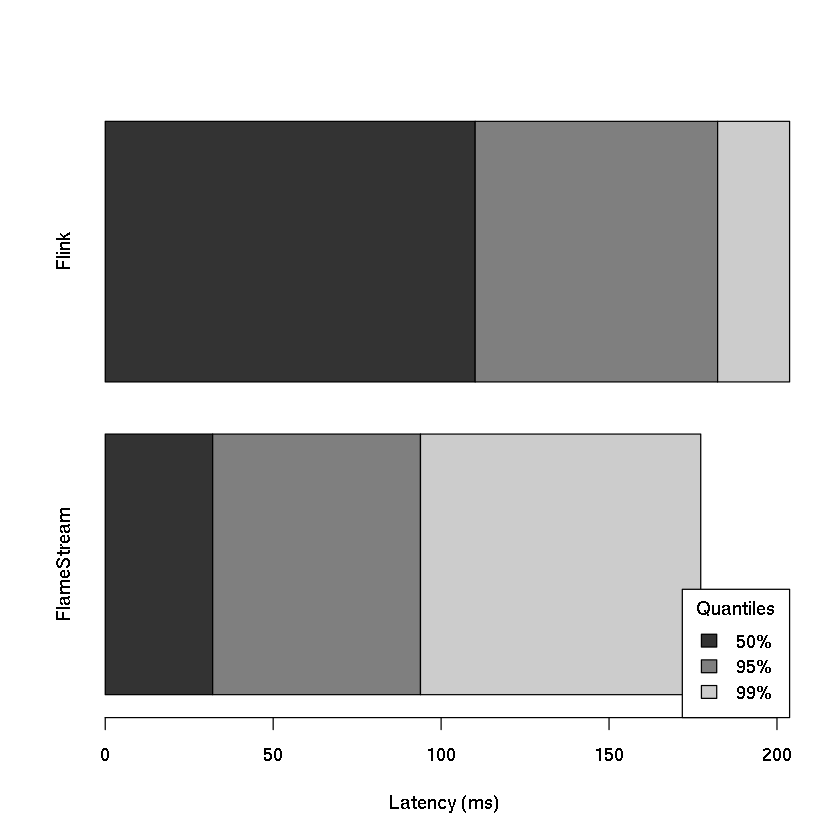 Flink
FlameStream
Quantiles
50%
95%
99%
0 50 100 150 200
Latency (ms)